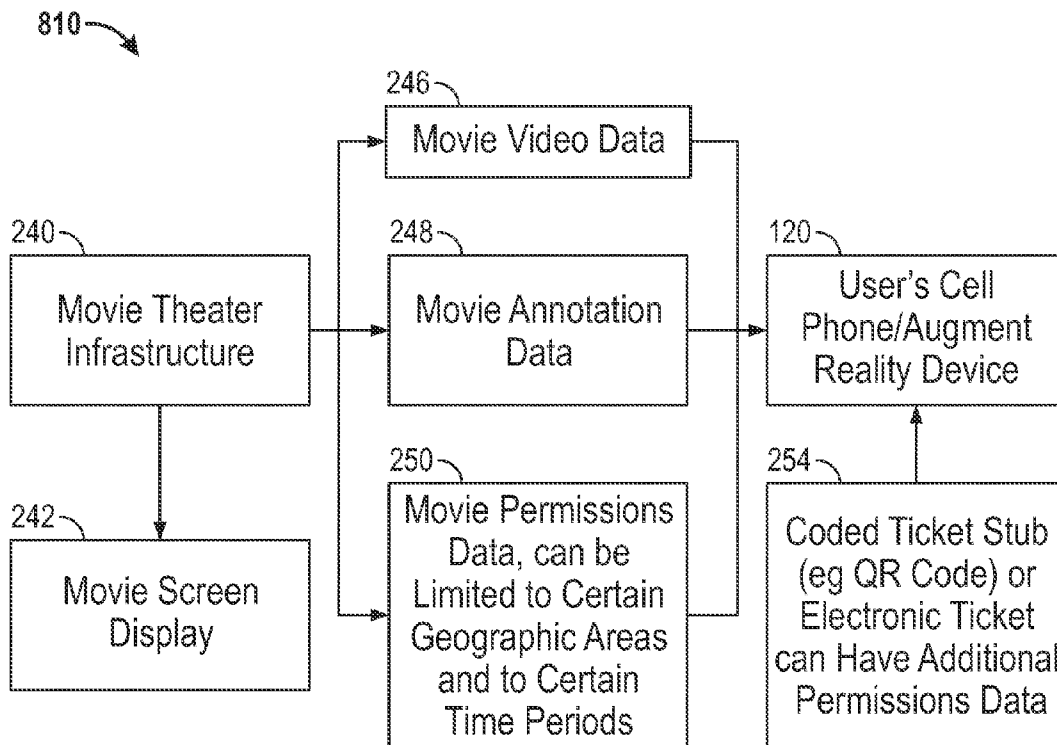 810
246
Movie Video Data
240
Movie Theater
Infrastructure
248
Movie Annotation
Data
120
User's Cell
Phone/Augment
Reality Device
242
Movie Screen
Display
250
Movie Permissions
Data, can be
Limited to Certain
Geographic Areas
and to Certain
Time Periods
254
Coded Ticket Stub
(eg QR Code) or
Electronic Ticket
can Have Additional
Permissions Data